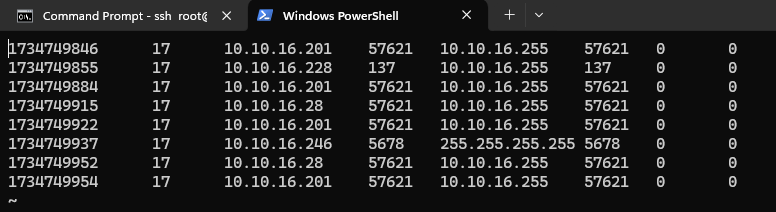 Command Prompt - ssh root@ Windows PowerShell
1734749846 17 10.10.16.201 57621 10.10.16.255 57621 0 0
1734749855 17 10.10.16.228 137 10.10.16.255 137 0 0
1734749884 17 10.10.16.201 57621 10.10.16.255 57621 0 0
1734749915 17 10.10.16.28 57621 10.10.16.255 57621 0 0
1734749922 17 10.10.16.201 57621 10.10.16.255 57621 0 0
1734749937 17 10.10.16.246 5678 255.255.255.255 5678 0 0
1734749952 17 10.10.16.28 57621 10.10.16.255 57621 0 0
1734749954 17 10.10.16.201 57621 10.10.16.255 57621 0 0
~